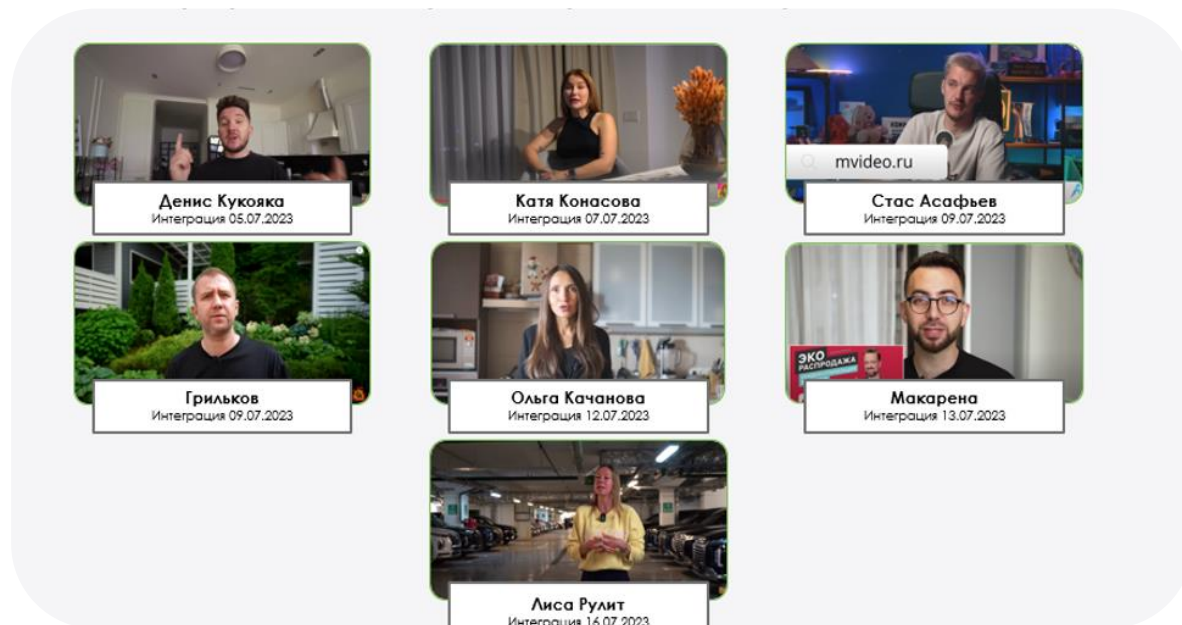 mvideo.ru
Денис Кукояка
Интеграция 05.07.2023
Катя Конасова
Интеграция 07.07.2023
Стас Асафьев
Интеграция 09.07.2023
ЭКО
РАСПРОДАЖА
Грильков
Интеграция 09.07.2023
Ольга Качанова
Интеграция 12.07.2023
Макарена
Интеграция 13.07.2023
Лиса Рулит
Интеграция 16.07.2023